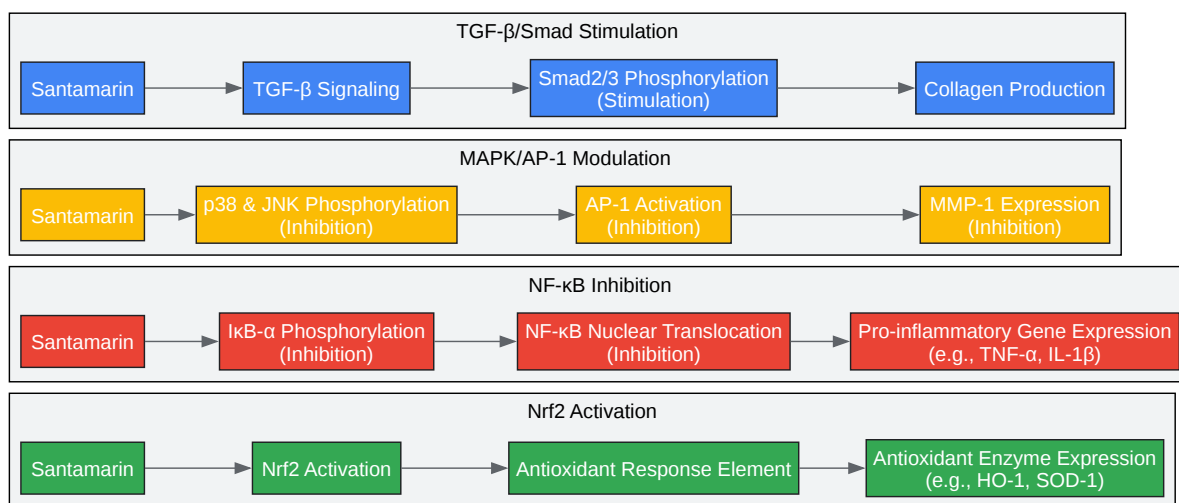 TGF-β/Smad Stimulation
Santamarin
TGF-β Signaling
Smad2/3 Phosphorylation
(Stimulation)
Collagen Production
MAPK/AP-1 Modulation
Santamarin
p38 & JNK Phosphorylation
(Inhibition)
AP-1 Activation
(Inhibition)
MMP-1 Expression
(Inhibition)
NF-κB Inhibition
Santamarin
IκB-α Phosphorylation
(Inhibition)
NF-κB Nuclear Translocation
(Inhibition)
Pro-inflammatory Gene Expression
(e.g., TNF-α, IL-1β)
Nrf2 Activation
Santamarin
Nrf2 Activation
Antioxidant Response Element
Antioxidant Enzyme Expression
(e.g., HO-1, SOD-1)